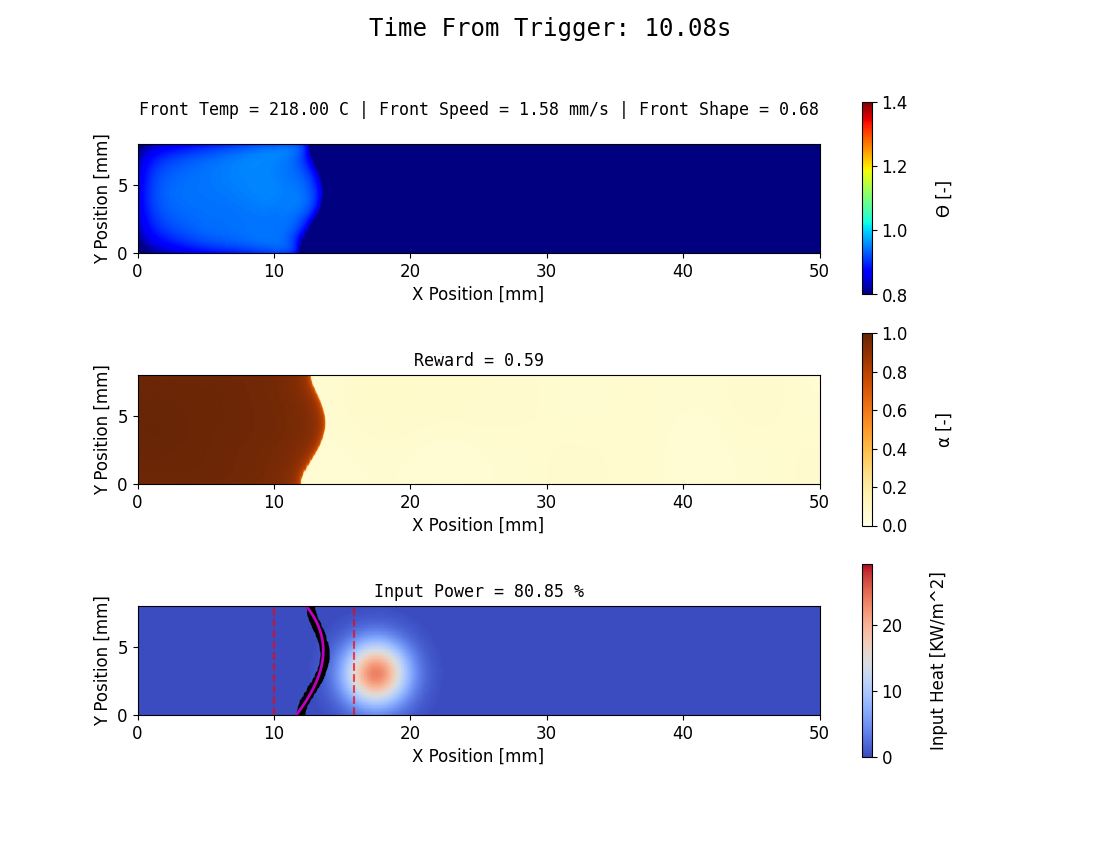 Time From Trigger: 10.08s
Front Temp = 218.00 C | Front Speed = 1.58 mm/s | Front Shape = 0.68
Y Position [mm]
5
0
0 10 20 30 40 50
X Position [mm]
1.4
1.2
1.0
0.8
Θ [-]
Reward = 0.59
Y Position [mm]
5
0
0 10 20 30 40 50
X Position [mm]
1.0
0.8
0.6
0.4
0.2
0.0
α [-]
Input Power = 80.85 %
Y Position [mm]
5
0
0 10 20 30 40 50
X Position [mm]
20
10
0
Input Heat [KW/m^2]